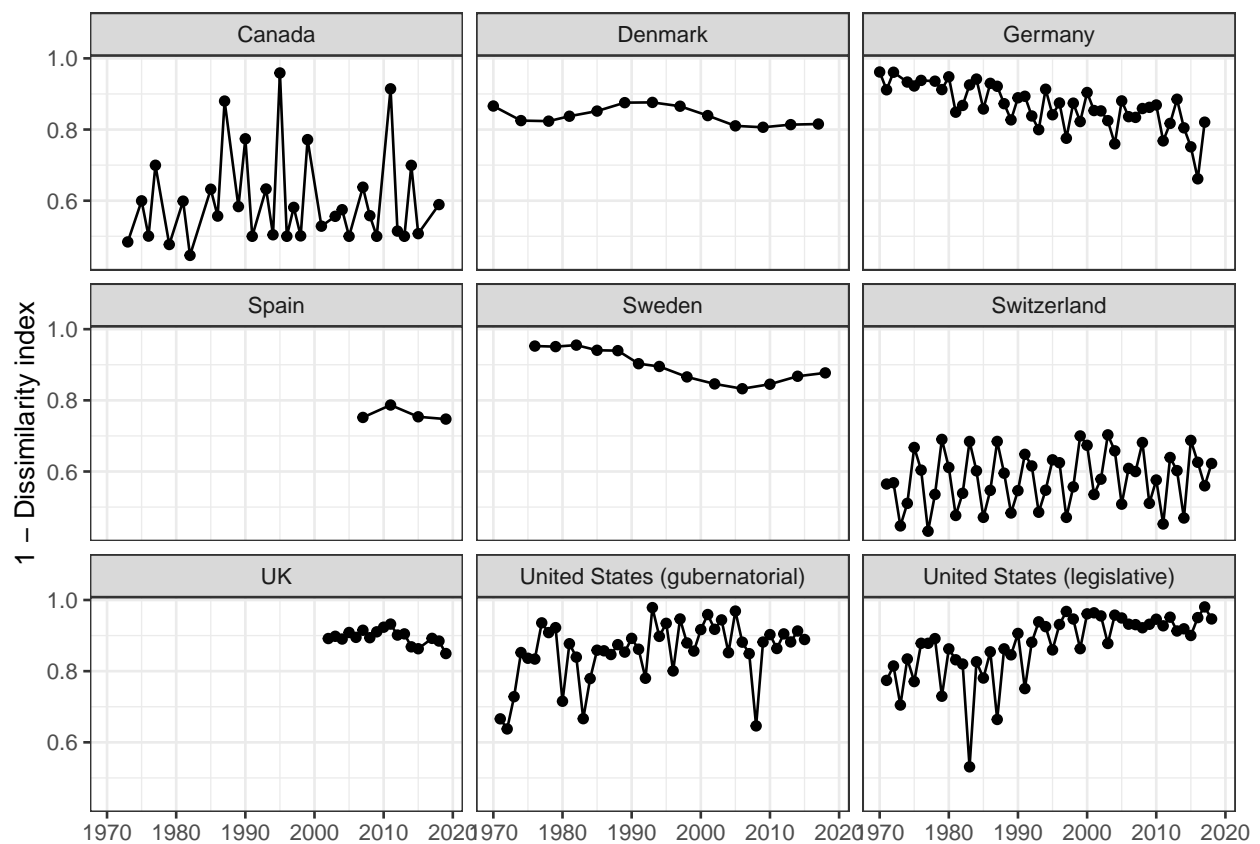 Canada
Denmark
Germany
1.0
0.8
0.6
Spain
Sweden
Switzerland
1.0
0.8
0.6
1 − Dissimilarity index
UK
United States (gubernatorial)
United States (legislative)
1.0
0.8
0.6
1970 1980 1990 2000 2010 2020
1970 1980 1990 2000 2010 2020
1970 1980 1990 2000 2010 2020